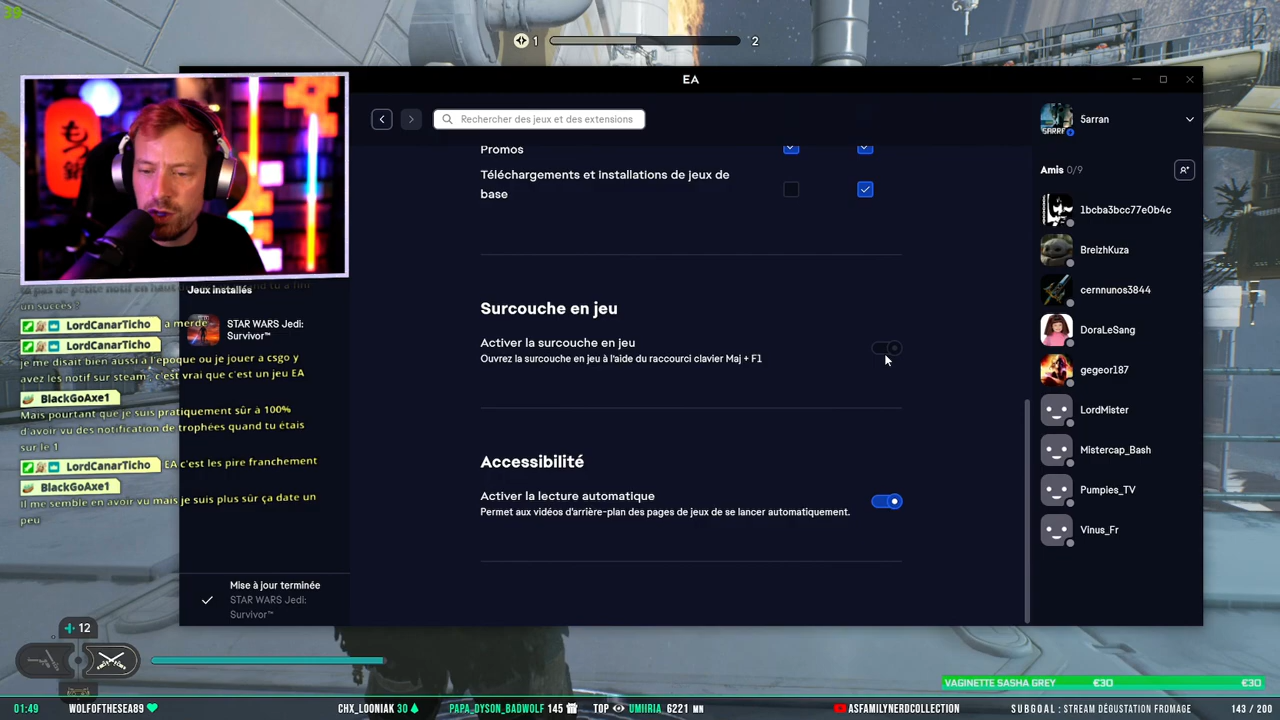 39
1
2
EA
Rechercher des jeux et des extensions
5arran
Promos
Téléchargements et installations de jeux de
base
Amis 0/9
1bcba3bcc77e0b4c
BreizhKuza
cernnunos3844
DoraLeSang
gegeor187
LordMister
Mistercap_Bash
Pumpies_TV
Vinus_Fr
Jeux installés
STAR WARS Jedi:
Survivor™
Surcouche en jeu
Activer la surcouche en jeu
Ouvrez la surcouche en jeu à l'aide du raccourci clavier Maj + F1
Accessibilité
Activer la lecture automatique
Permet aux vidéos d'arrière-plan des pages de jeux de se lancer automatiquement.
Mise à jour terminée
STAR WARS Jedi:
Survivor™
un succès?
LordCanarTicho a merde
LordCanarTicho
je me disait bien aussi a l'époque ou je jouer a csgo y
avez les notif sur steam, c'est vrai que c'est un jeu EA
BlackGoAxe1
Mais pourtant que je suis pratiquement sûr à 100%
d'avoir vu des notification de trophées quand tu étais
sur le 1
LordCanarTicho EA c'est les pire franchement
BlackGoAxe1
Il me semble en avoir vu mais je suis plus sûr ça date un
peu
12
VAGINETTE SASHA GREY €30 €30
01:49 WOLFOFTHESEA89 CHX_LOONIAK 30 PAPA_DYSON_BADWOLF 145 TOP UMIIRIA_ 6221 MN ASFAMILYNERDCOLLECTION SUBGOAL: STREAM DÉGUSTATION FROMAGE 143 / 200